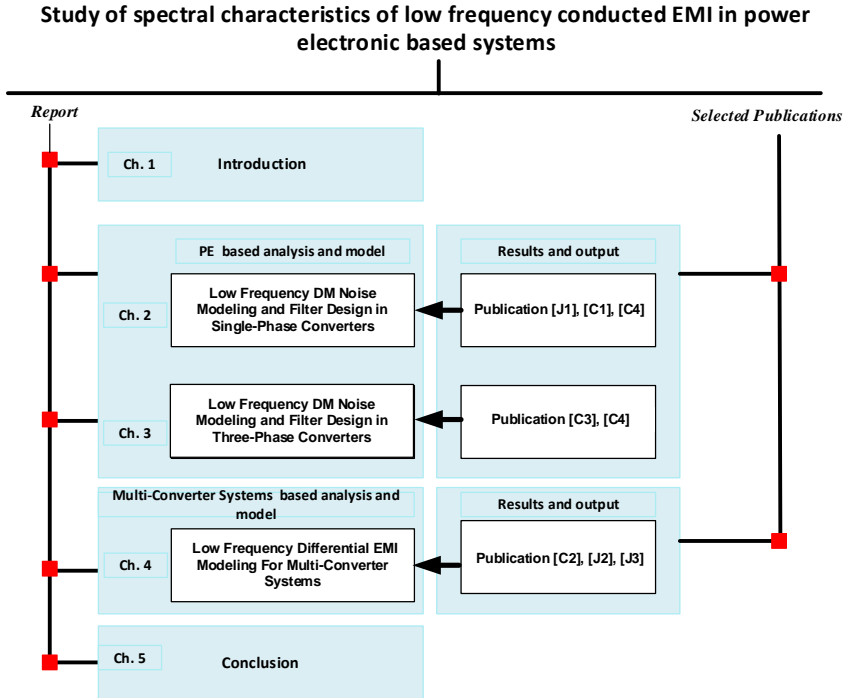 Study of spectral characteristics of low frequency conducted EMI in power
electronic based systems
Report
Selected Publications
Ch. 1
Introduction
PE based analysis and model
Results and output
Ch. 2
Low Frequency DM Noise
Modeling and Filter Design in
Single-Phase Converters
Publication [J1], [C1], [C4]
Ch. 3
Low Frequency DM Noise
Modeling and Filter Design in
Three-Phase Converters
Publication [C3], [C4]
Multi-Converter Systems based analysis and
model
Results and output
Ch. 4
Low Frequency Differential EMI
Modeling For Multi-Converter
Systems
Publication [C2], [J2], [J3]
Ch. 5
Conclusion